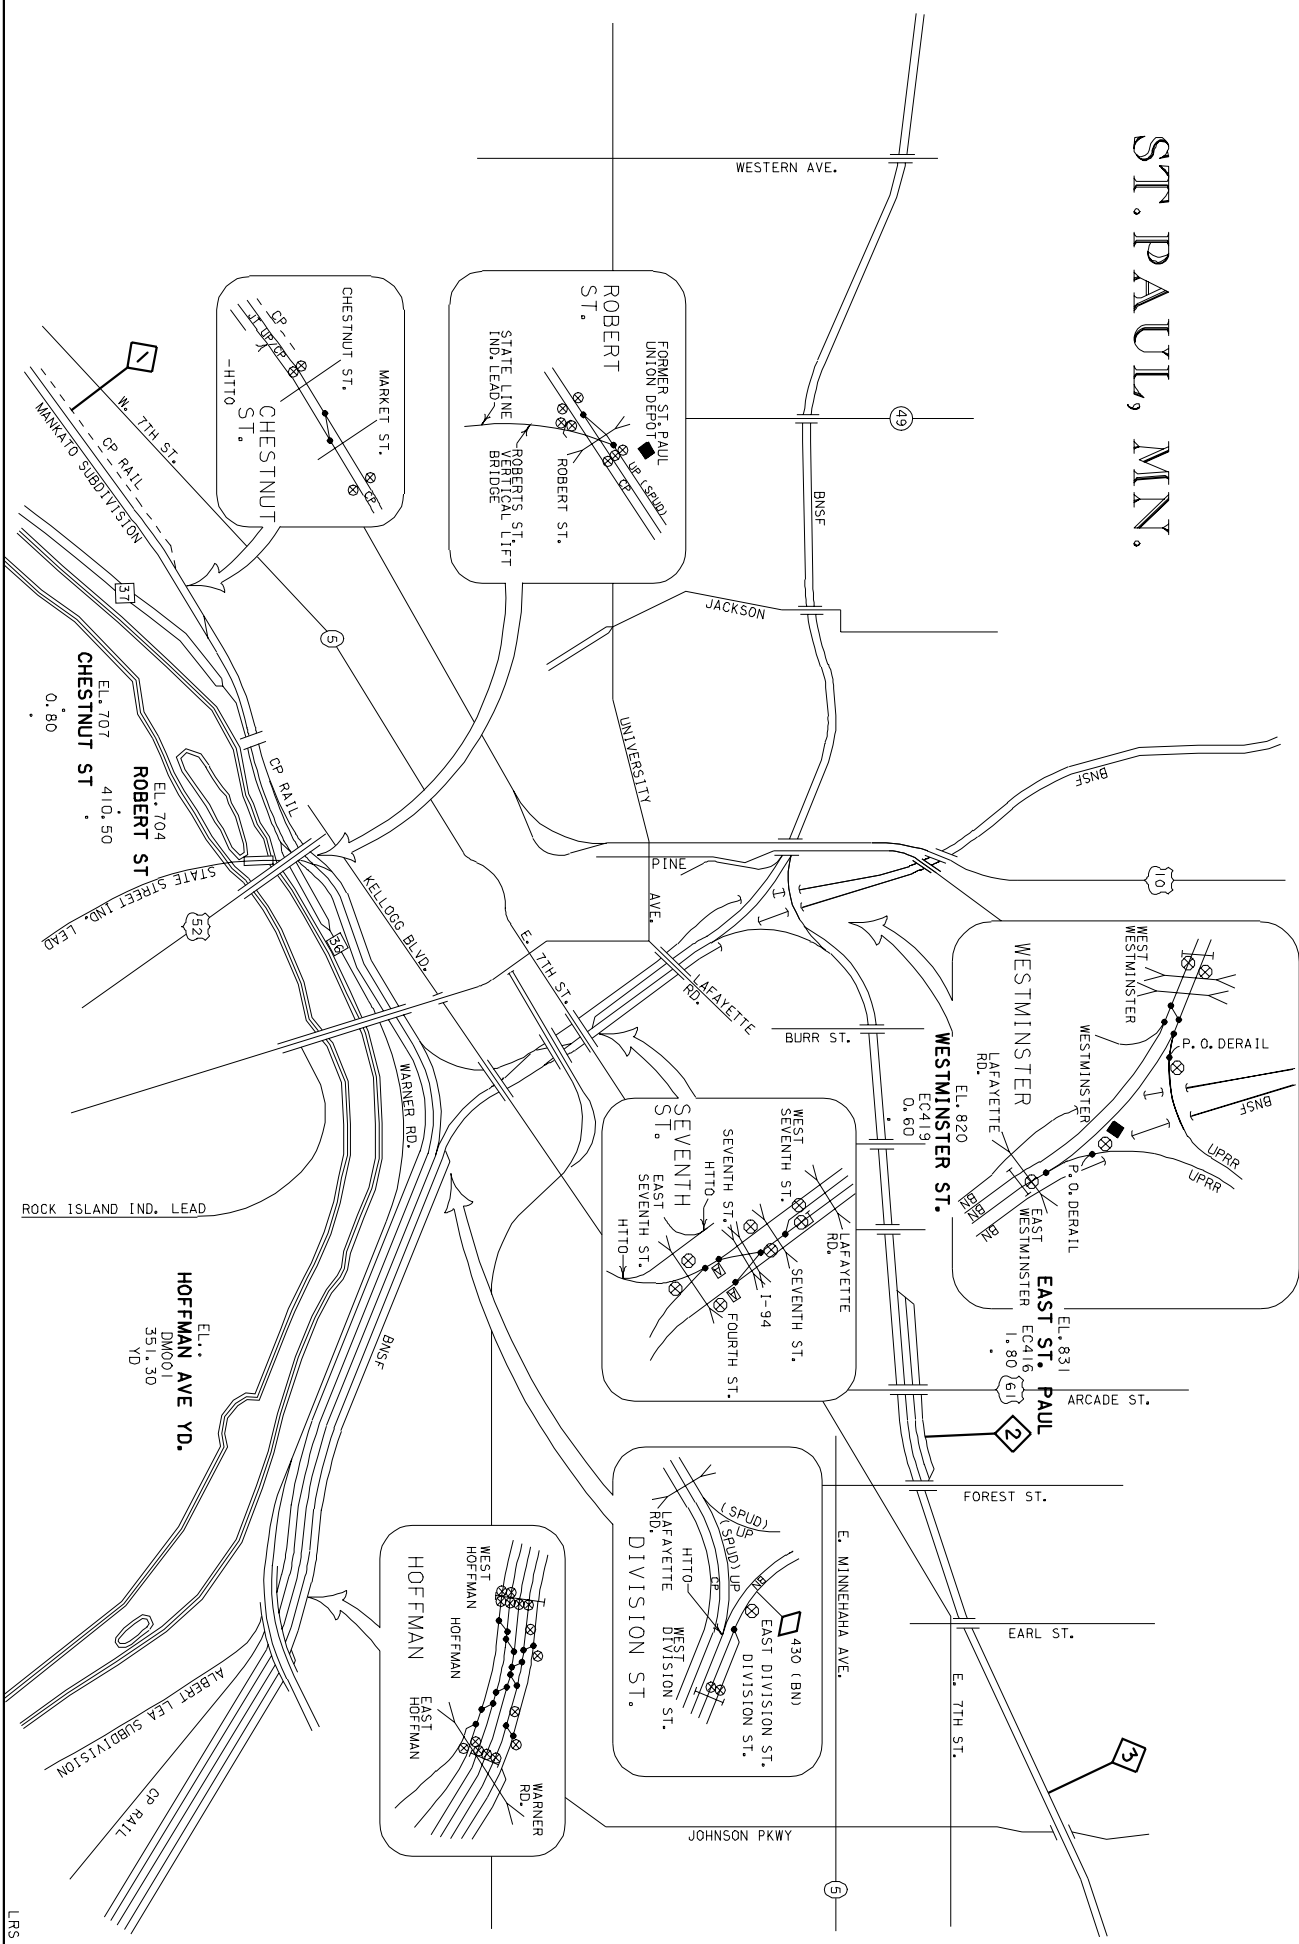 ST. PAUL, MN.
WESTERN AVE.
BNSF
49
JACKSON
BNSF
UNIVERSITY
AVE.
PINE
10
ROBERT
ST.
FORMER ST. PAUL
UNION DEPOT
UP (SPUD)
CP
STATE LINE
IND. LEAD
ROBERTS ST.
VERTICAL LIFT
BRIDGE
ROBERT ST.
CHESTNUT ST.
MARKET ST.
CP
JT UP/CP
CP
-HTTO
CHESTNUT
ST.
1
W. 7TH ST.
CP RAIL
MANKATO SUBDIVISION
37
5
CP RAIL
EL. 707
CHESTNUT ST
0.80
EL. 704
ROBERT ST
410.50
STATE STREET IND. LEAD
52
36
KELLOGG BLVD.
E. 7TH ST.
LAFAYETTE
RD.
WARNER RD.
BURR ST.
ROCK ISLAND IND. LEAD
WESTMINSTER
WEST
WESTMINSTER
WESTMINSTER
P.O. DERAIL
BNSF
UPRR
UPRR
LAFAYETTE
RD.
P.O. DERAIL
EAST
WESTMINSTER
BN
BN
BN
EL. 820
WESTMINSTER ST.
EC419
0.60
EL. 831
EAST ST. PAUL
EC416
1.80
61
ARCADE ST.
2
FOREST ST.
SEVENTH
ST.
WEST
SEVENTH ST.
LAFAYETTE
RD.
SEVENTH ST.
HTTO
EAST
SEVENTH ST.
HTTO
A
A
I-94
SEVENTH ST.
FOURTH ST.
BNSF
EL.:
HOFFMAN AVE YD.
DM001
351.30
YD
DIVISION ST.
(SPUD)
UP
(SPUD) UP
BN
CP
HTTO
LAFAYETTE
RD.
430 (BN)
EAST DIVISION ST.
DIVISION ST.
WEST
DIVISION ST.
E. MINNEHAHA AVE.
EARL ST.
E. 7TH ST.
3
HOFFMAN
WEST
HOFFMAN
HOFFMAN
EAST
HOFFMAN
WARNER
RD.
JOHNSON PKWY
5
ALBERT LEA SUBDIVISION
CP RAIL
LRS